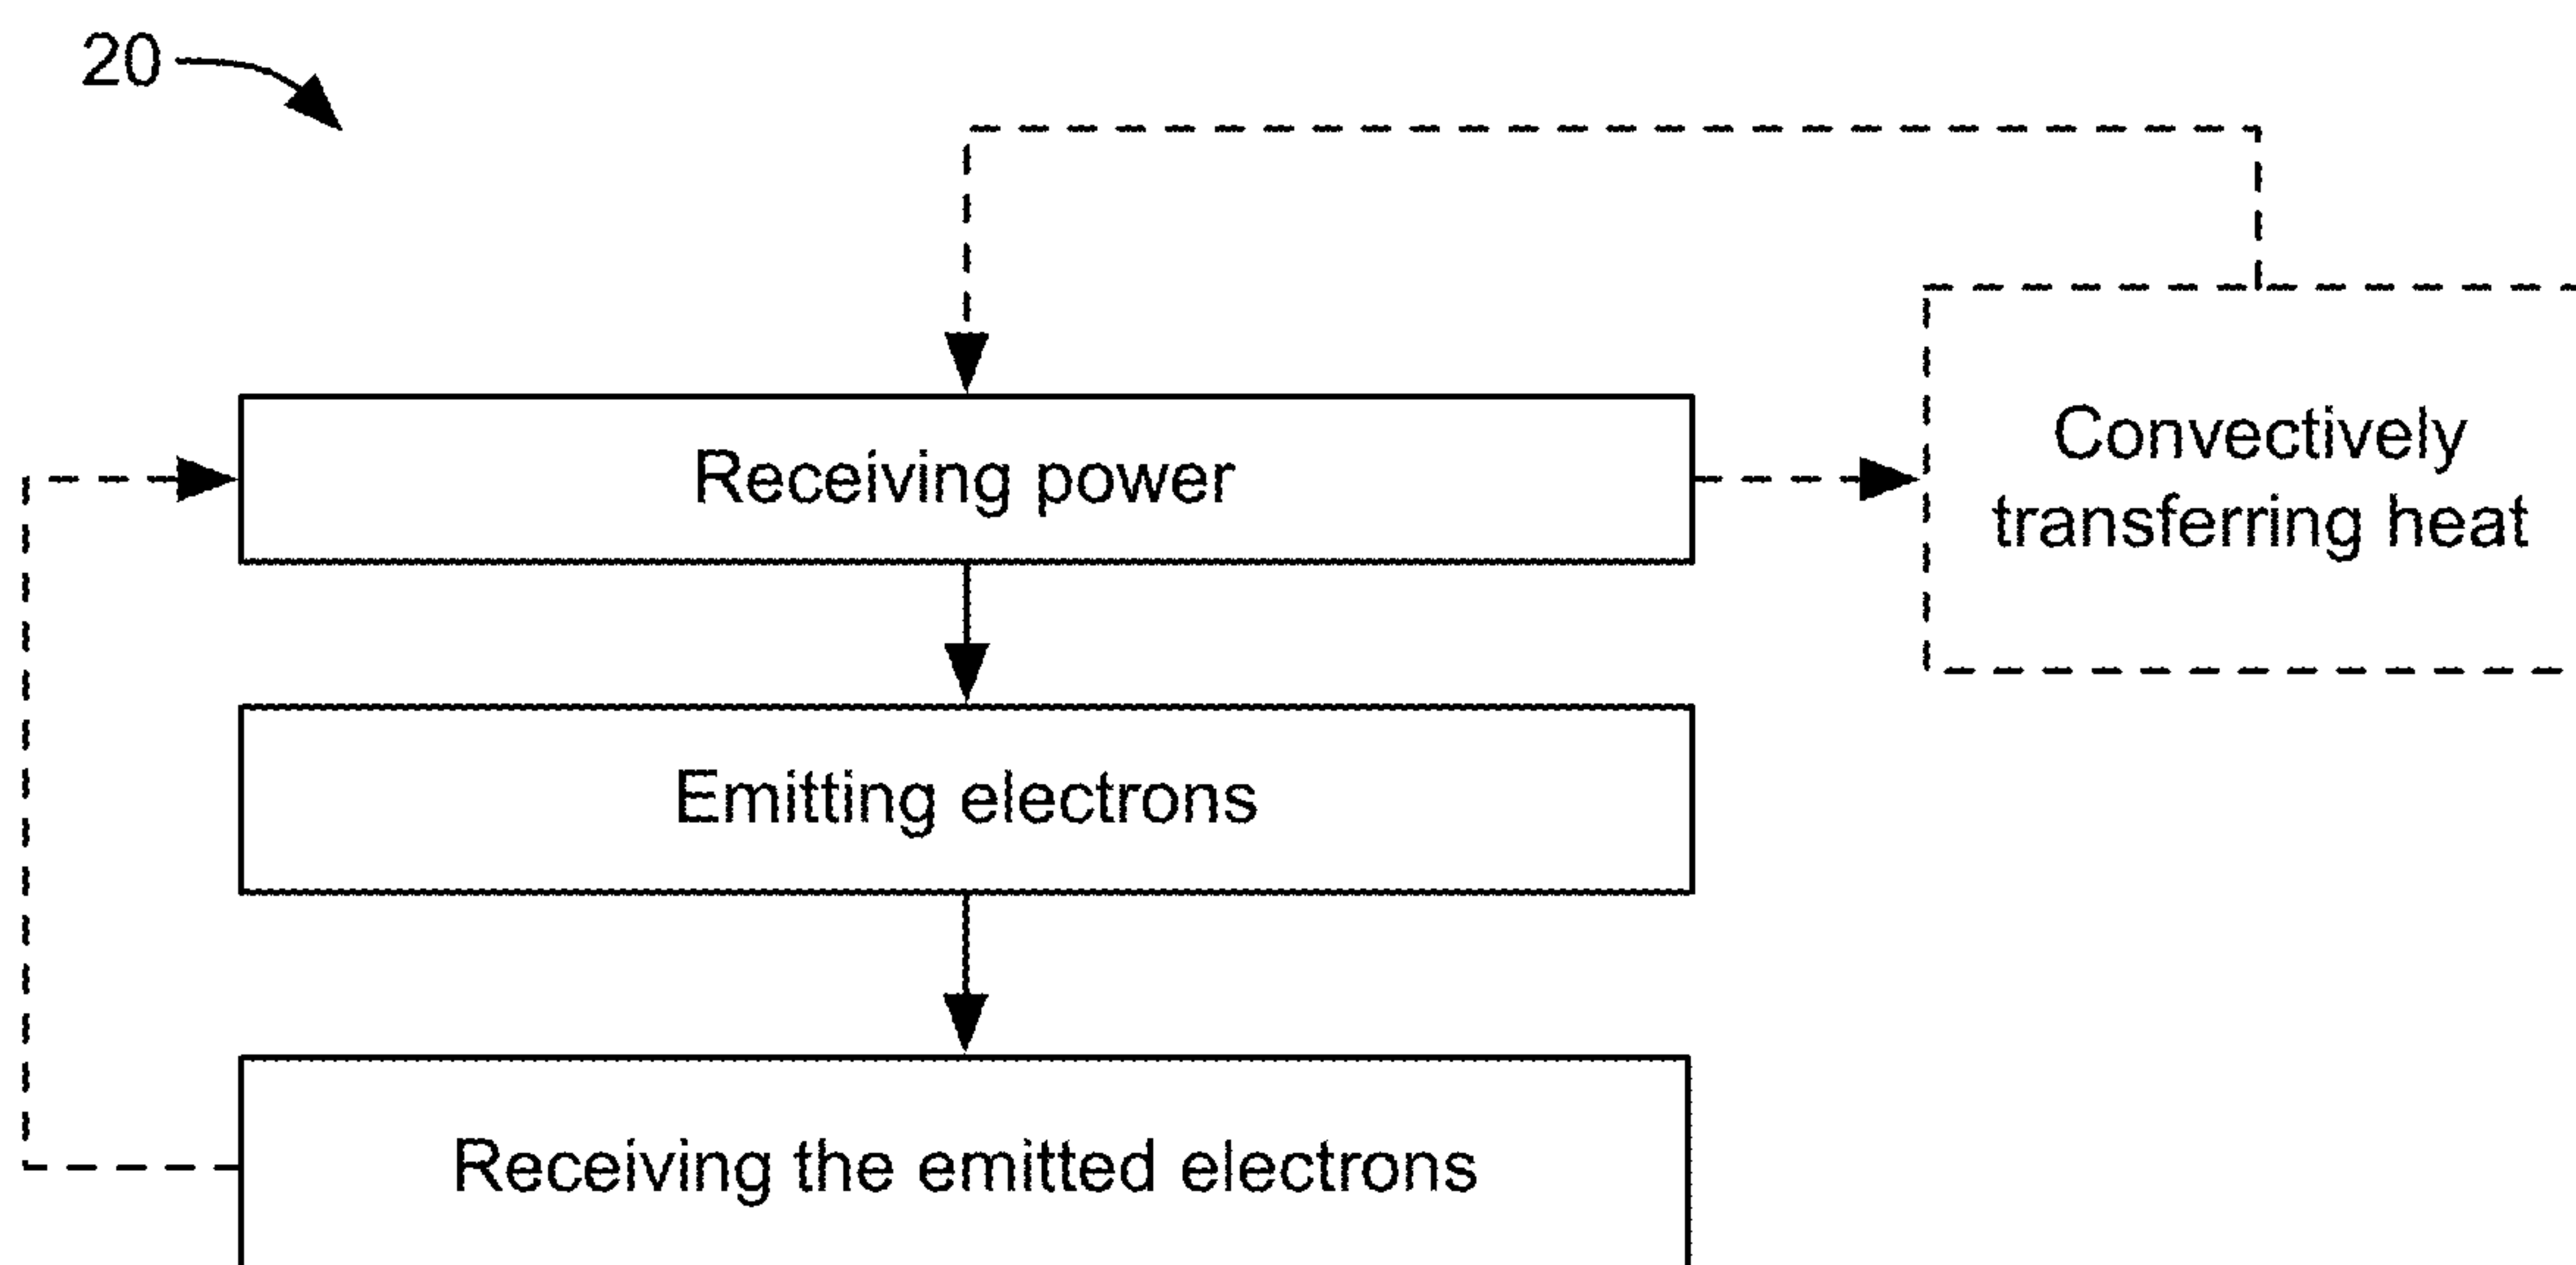 20
Receiving power
Convectively
transferring heat
Emitting electrons
Receiving the emitted electrons